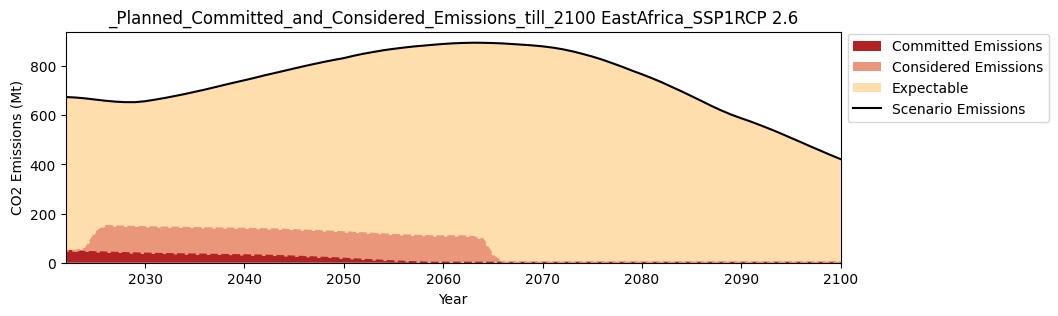 _Planned_Committed_and_Considered_Emissions_till_2100 EastAfrica_SSP1RCP 2.6
Committed Emissions
Considered Emissions
Expectable
Scenario Emissions
CO2 Emissions (Mt)
800
600
400
200
0
2030
2040
2050
2060
2070
2080
2090
2100
Year